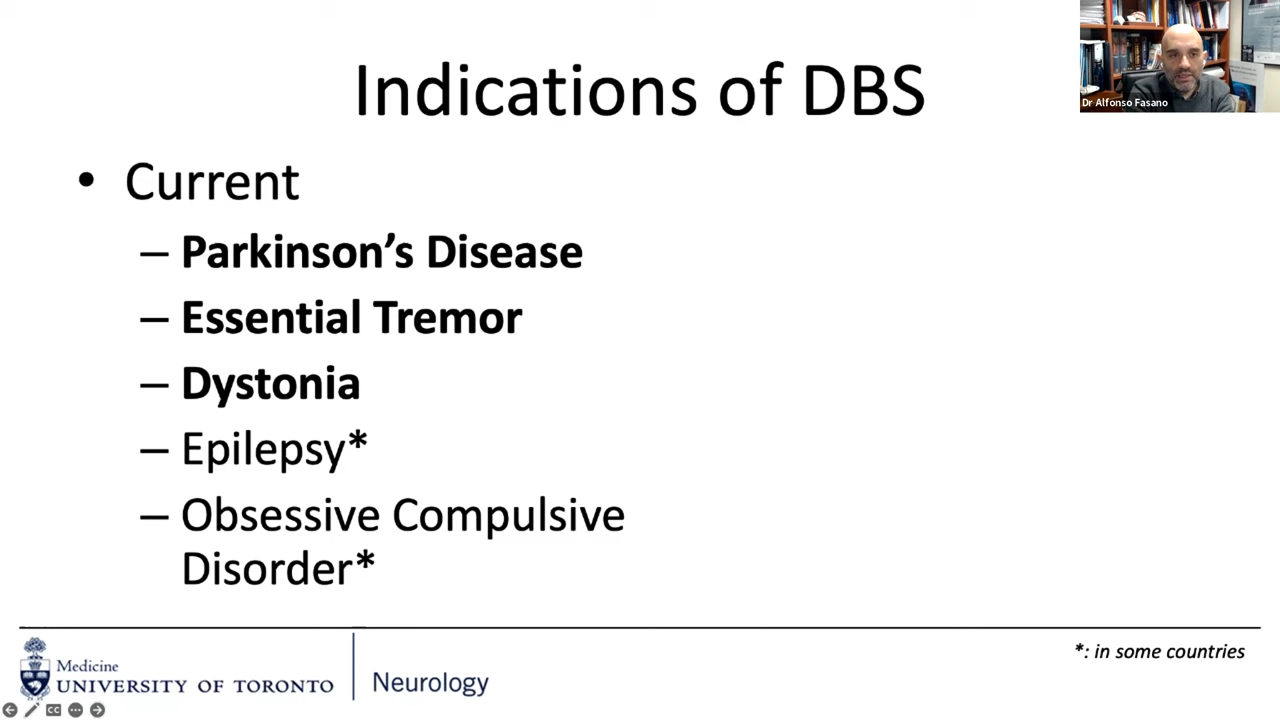 Indications of DBS
Dr Alfonso Fasano
• Current
– Parkinson’s Disease
– Essential Tremor
– Dystonia
– Epilepsy*
– Obsessive Compulsive
Disorder*
*: in some countries
Medicine
UNIVERSITY OF TORONTO
Neurology
CC